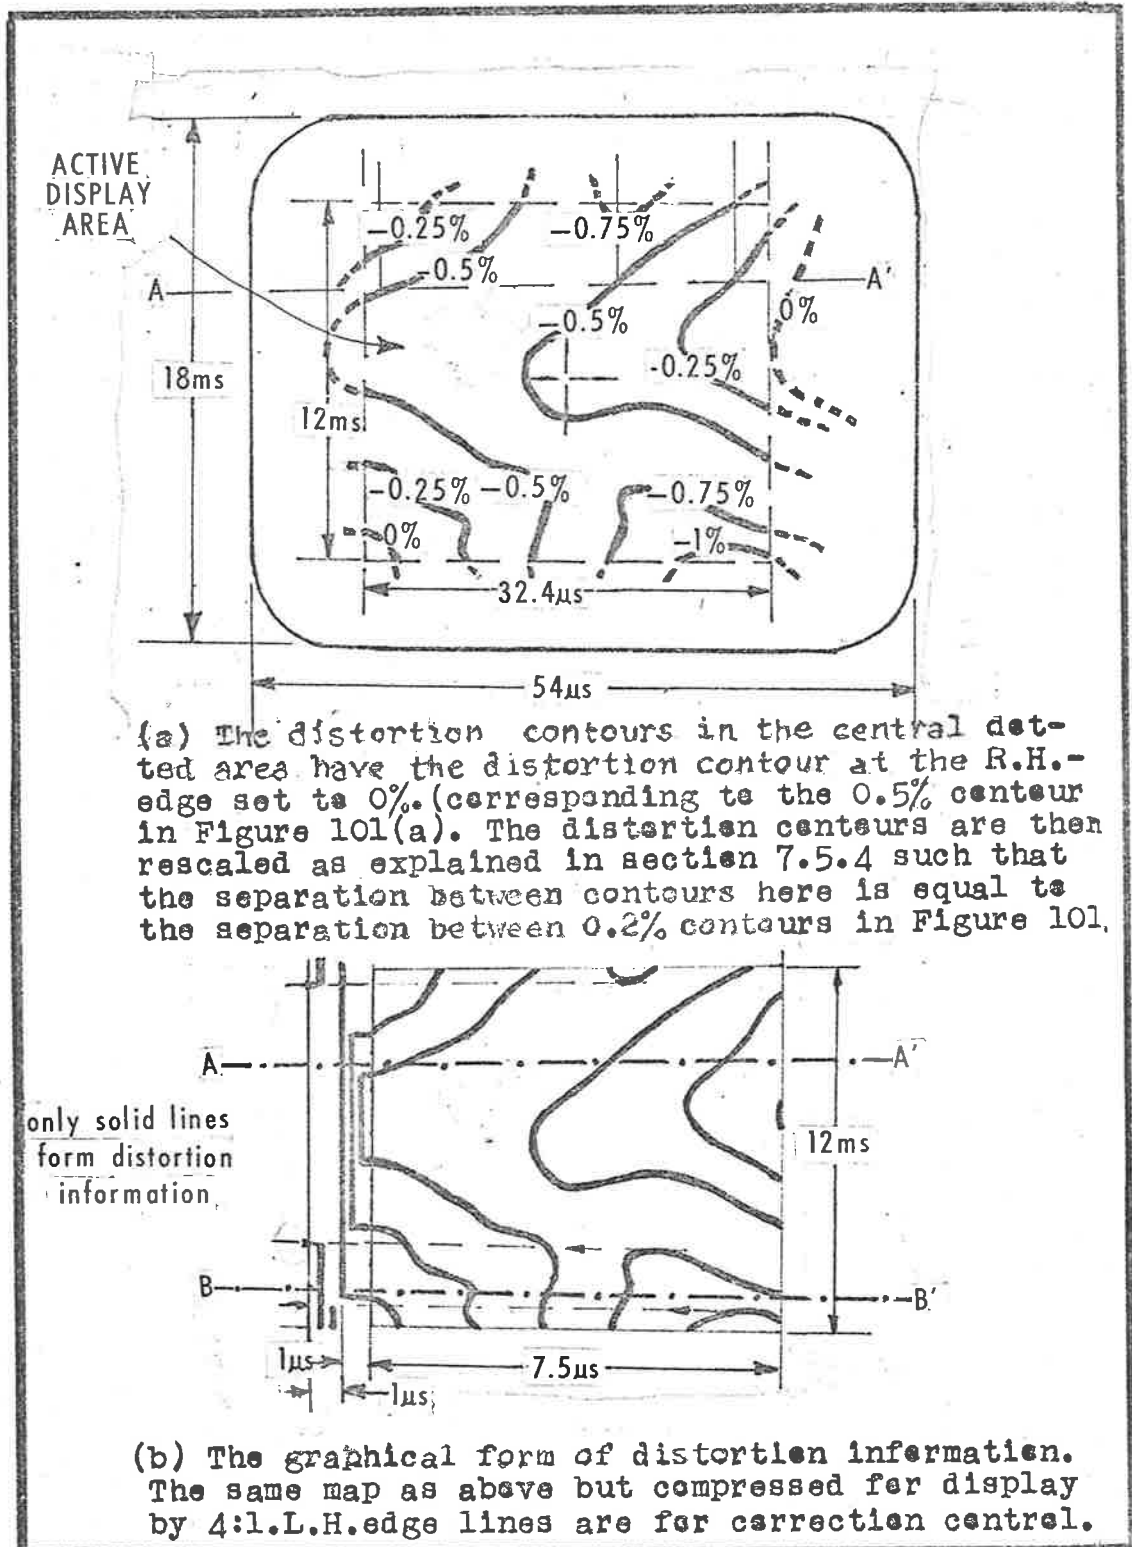 ACTIVE
DISPLAY
AREA
-0.25%
-0.75%
-0.5%
A
A'
-0.5%
0%
-0.25%
18ms
12ms
-0.25%
-0.5%
-0.75%
0%
-1%
32.4µs
54µs
(a) The distortion contours in the central dot-
ted area have the distortion contour at the R.H.-
edge set to 0%.(corresponding to the 0.5% contour
in Figure 101(a). The distortion contours are then
rescaled as explained in section 7.5.4 such that
the separation between contours here is equal to
the separation between 0.2% contours in Figure 101.
A
A'
only solid lines
form distortion
information
12ms
B
B'
1µs
7.5µs
1µs
(b) The graphical form of distortion information.
The same map as above but compressed for display
by 4:1.L.H.edge lines are for correction control.